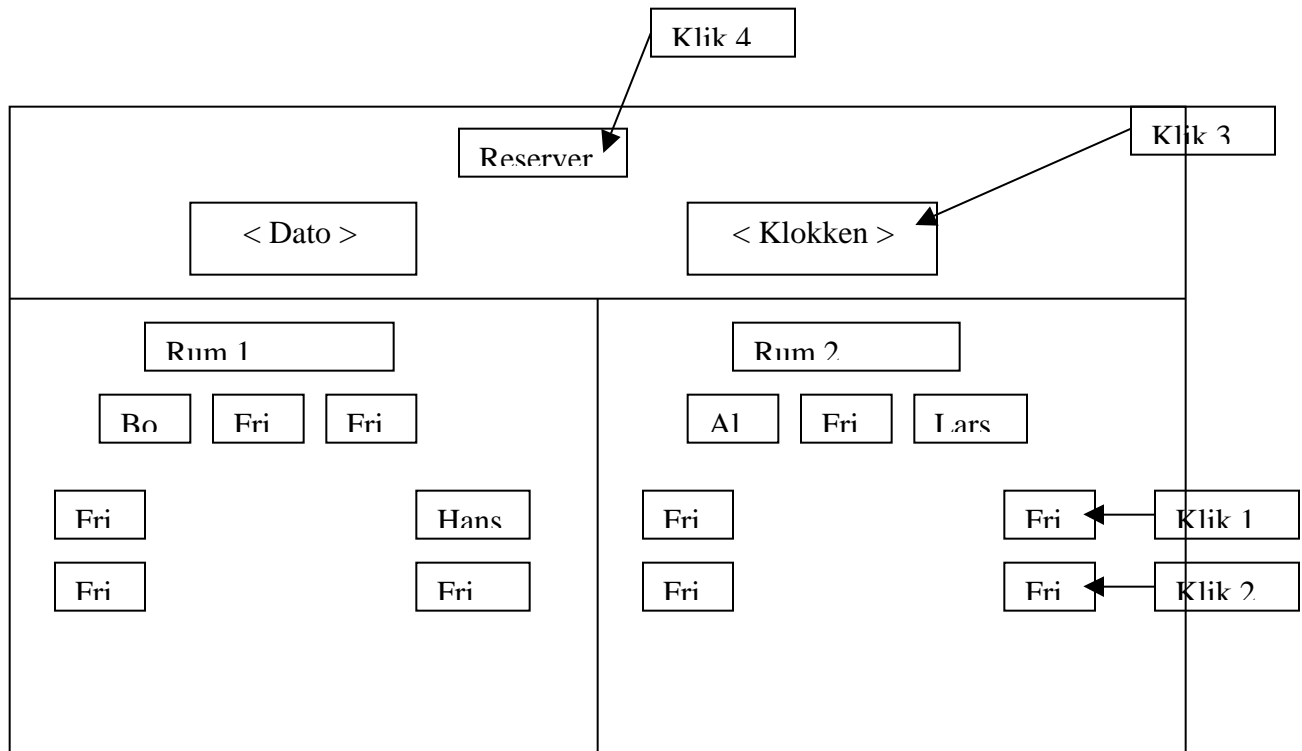 Klik 4
Klik 3
Reserver
< Dato >
< Klokken >
Rum 1
Rum 2
Bo
Fri
Fri
Al
Fri
Lars
Fri
Hans
Fri
Fri
Klik 1
Fri
Fri
Fri
Fri
Klik 2